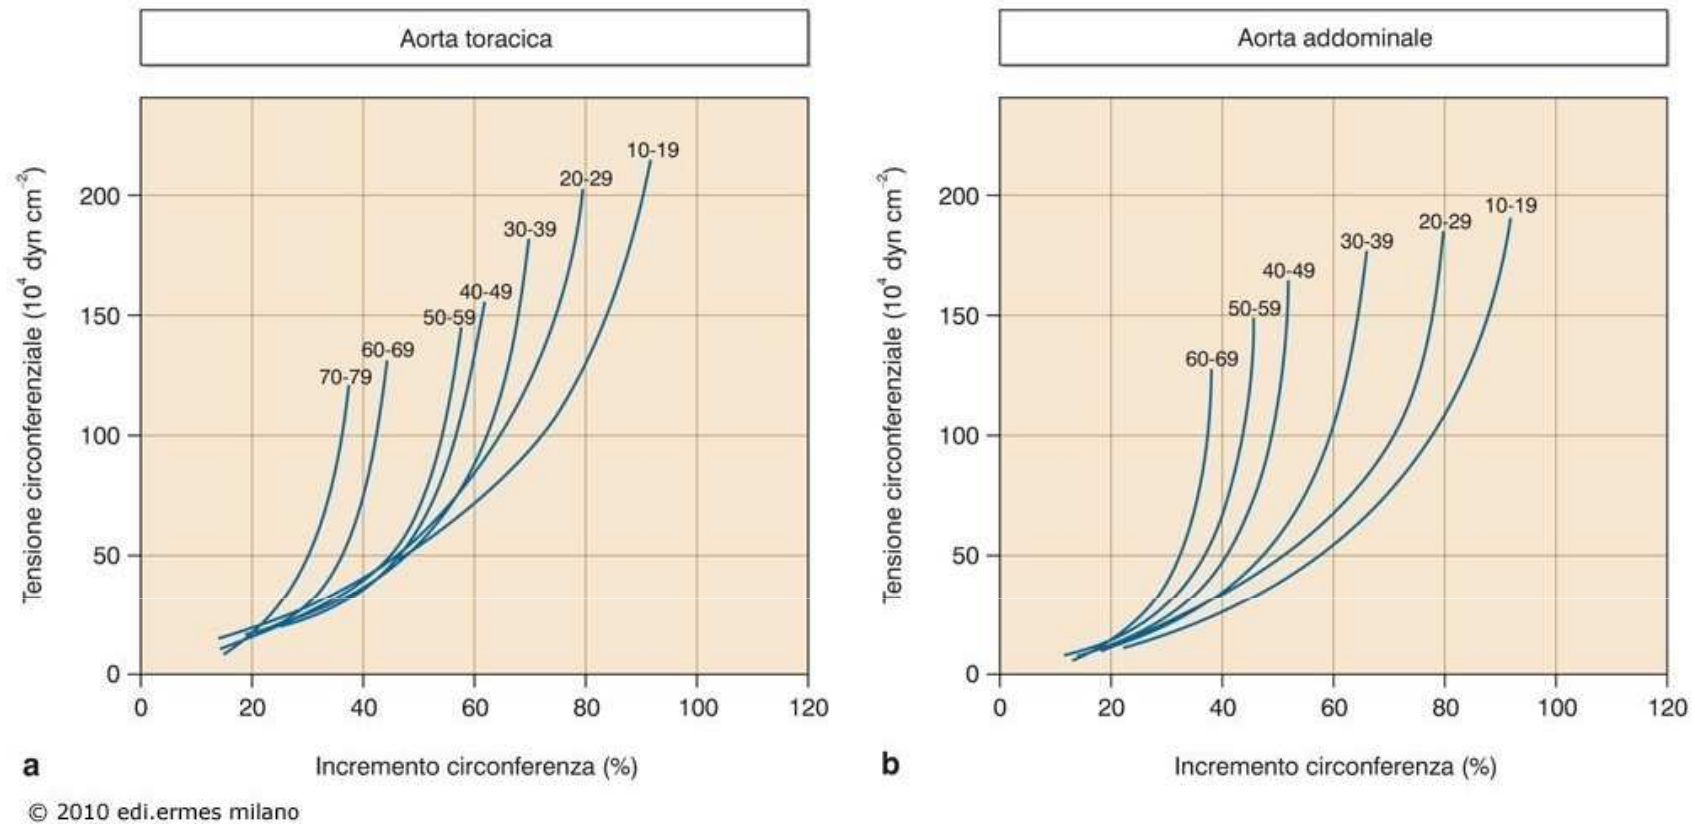 Aorta toracica
Tensione circonferenziale (10⁴ dyn cm⁻²)
200
150
100
50
0
10-19
20-29
30-39
40-49
50-59
60-69
70-79
0 20 40 60 80 100 120
a
Incremento circonferenza (%)
Aorta addominale
Tensione circonferenziale (10⁴ dyn cm⁻²)
200
150
100
50
0
10-19
20-29
30-39
40-49
50-59
60-69
0 20 40 60 80 100 120
b
Incremento circonferenza (%)
© 2010 edi.ermes milano